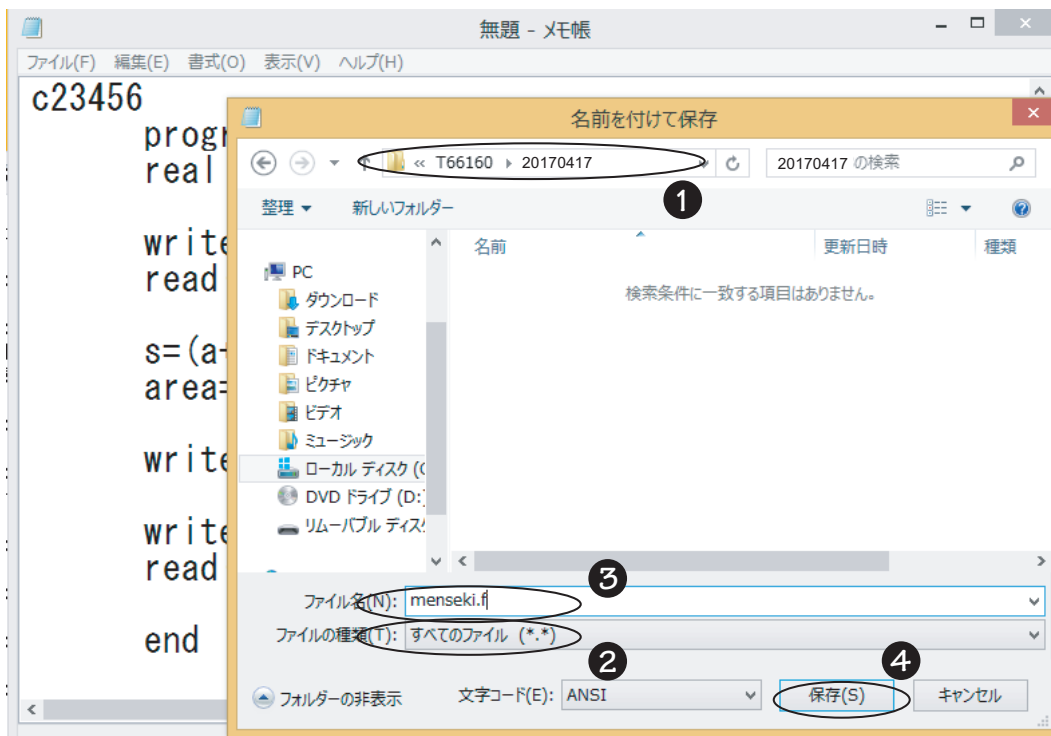 無題 - メモ帳
ファイル(F) 編集(E) 書式(O) 表示(V) ヘルプ(H)
c23456
progr
real
write
read
s=(a+
area=
write
write
read
end
名前を付けて保存
« T66160 20170417
20170417 の検索
❶
整理 新しいフォルダー
名前 更新日時 種類
検索条件に一致する項目はありません。
PC
ダウンロード
デスクトップ
ドキュメント
ピクチャ
ビデオ
ミュージック
ローカル ディスク (C
DVD ドライブ (D:
リムーバブル ディスク
❸
ファイル名(N): menseki.f
ファイルの種類(T): すべてのファイル (*.*)
❷
❹
フォルダーの非表示 文字コード(E): ANSI 保存(S) キャンセル